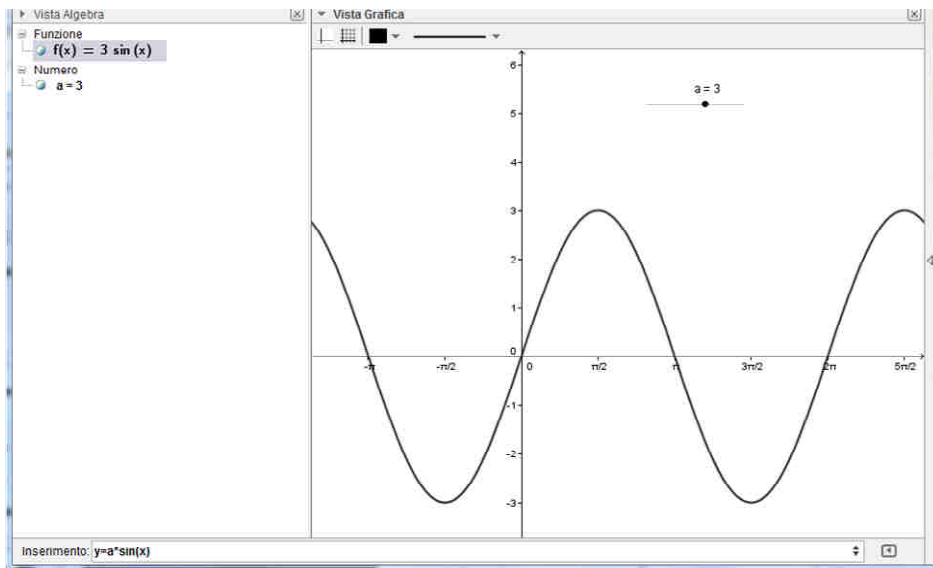 Vista Algebra
Funzione
f(x) = 3 sin (x)
Numero
a = 3
Vista Grafica
a = 3
6
5
4
3
2
1
0
-1
-2
-3
-π
-π/2
0
π/2
π
3π/2
2π
5π/2
Inserimento: y=a*sin(x)